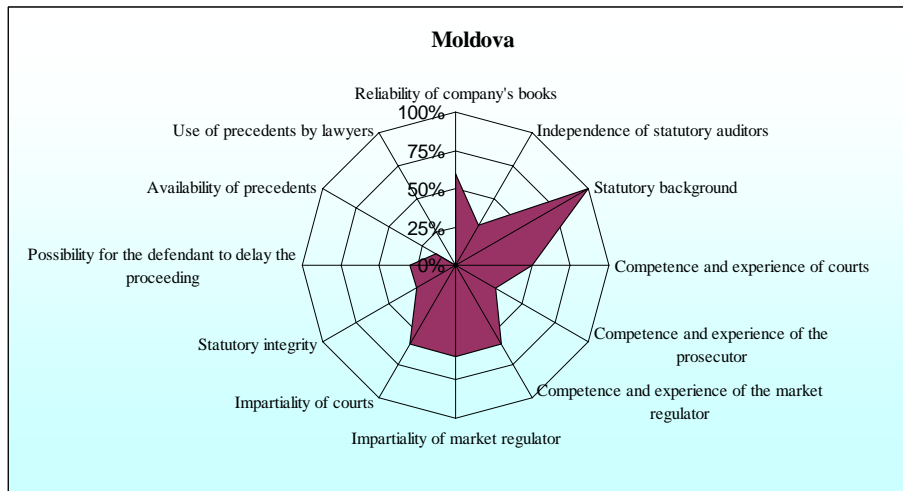 Moldova
Reliability of company's books
100%
Use of precedents by lawyers
Independence of statutory auditors
75%
Availability of precedents
50%
Statutory background
25%
Possibility for the defendant to delay the
proceeding
0%
Competence and experience of courts
Statutory integrity
Competence and experience of the
prosecutor
Impartiality of courts
Competence and experience of the market
regulator
Impartiality of market regulator